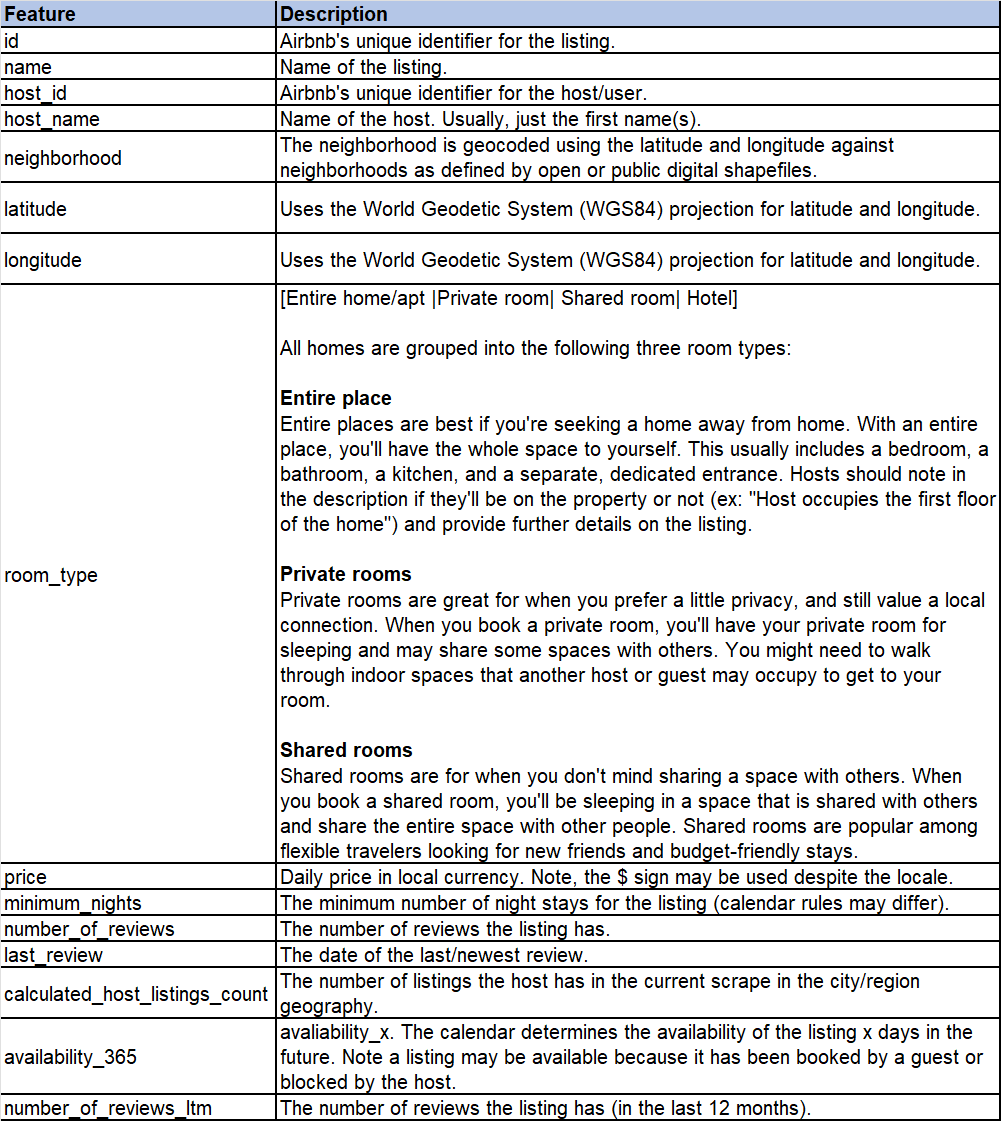 Feature Description
id Airbnb's unique identifier for the listing.
name Name of the listing.
host_id Airbnb's unique identifier for the host/user.
host_name Name of the host. Usually, just the first name(s).
neighborhood The neighborhood is geocoded using the latitude and longitude against
neighborhoods as defined by open or public digital shapefiles.
latitude Uses the World Geodetic System (WGS84) projection for latitude and longitude.
longitude Uses the World Geodetic System (WGS84) projection for latitude and longitude.
room_type
[Entire home/apt |Private room| Shared room| Hotel]
All homes are grouped into the following three room types:
Entire place
Entire places are best if you're seeking a home away from home. With an entire
place, you'll have the whole space to yourself. This usually includes a bedroom, a
bathroom, a kitchen, and a separate, dedicated entrance. Hosts should note in
the description if they'll be on the property or not (ex: "Host occupies the first floor
of the home") and provide further details on the listing.
Private rooms
Private rooms are great for when you prefer a little privacy, and still value a local
connection. When you book a private room, you'll have your private room for
sleeping and may share some spaces with others. You might need to walk
through indoor spaces that another host or guest may occupy to get to your
room.
Shared rooms
Shared rooms are for when you don't mind sharing a space with others. When
you book a shared room, you'll be sleeping in a space that is shared with others
and share the entire space with other people. Shared rooms are popular among
flexible travelers looking for new friends and budget-friendly stays.
price Daily price in local currency. Note, the $ sign may be used despite the locale.
minimum_nights The minimum number of night stays for the listing (calendar rules may differ).
number_of_reviews The number of reviews the listing has.
last_review The date of the last/newest review.
calculated_host_listings_count The number of listings the host has in the current scrape in the city/region
geography.
availability_365 avaliability_x. The calendar determines the availability of the listing x days in the
future. Note a listing may be available because it has been booked by a guest or
blocked by the host.
number_of_reviews_ltm The number of reviews the listing has (in the last 12 months).